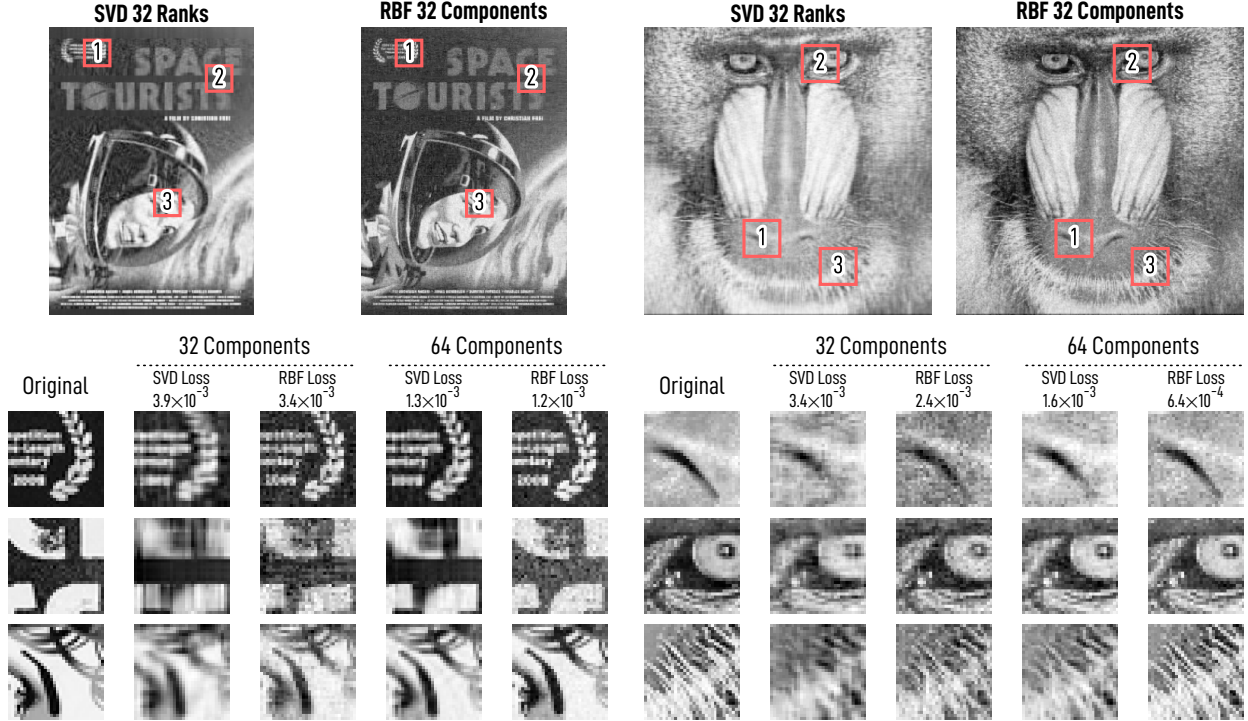 SVD 32 Ranks
RBF 32 Components
SVD 32 Ranks
RBF 32 Components
1
SPACE
2
TOURISTS
A FILM BY CHRISTIAN FREI
3
1
SPACE
2
TOURISTS
A FILM BY CHRISTIAN FREI
3
2
1
3
2
1
3
32 Components
64 Components
32 Components
64 Components
Original
SVD Loss
3.9×10⁻³
RBF Loss
3.4×10⁻³
SVD Loss
1.3×10⁻³
RBF Loss
1.2×10⁻³
Original
SVD Loss
3.4×10⁻³
RBF Loss
2.4×10⁻³
SVD Loss
1.6×10⁻³
RBF Loss
6.4×10⁻⁴